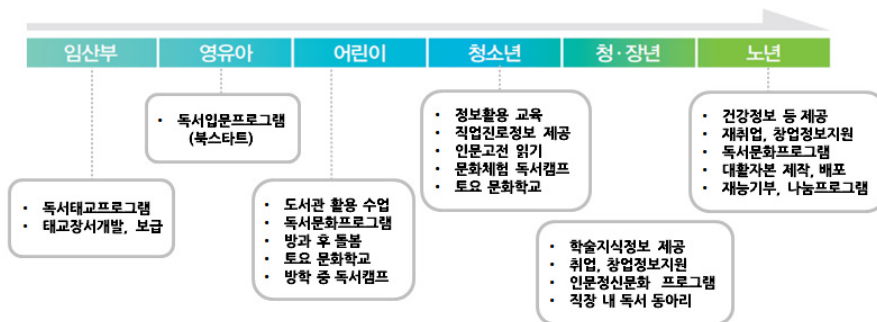 임산부
영유아
어린이
청소년
청·장년
노년
• 독서태교프로그램
• 태교장서개발, 보급
• 독서입문프로그램
(북스타트)
• 도서관 활용 수업
• 독서문화프로그램
• 방과 후 돌봄
• 토요 문화학교
• 방학 중 독서캠프
• 정보활용 교육
• 직업진로정보 제공
• 인문고전 읽기
• 문화체험 독서캠프
• 토요 문화학교
• 학술지식정보 제공
• 취업, 창업정보지원
• 인문정신문화 프로그램
• 직장 내 독서 동아리
• 건강정보 등 제공
• 재취업, 창업정보지원
• 독서문화프로그램
• 대활자본 제작, 배포
• 재능기부, 나눔프로그램